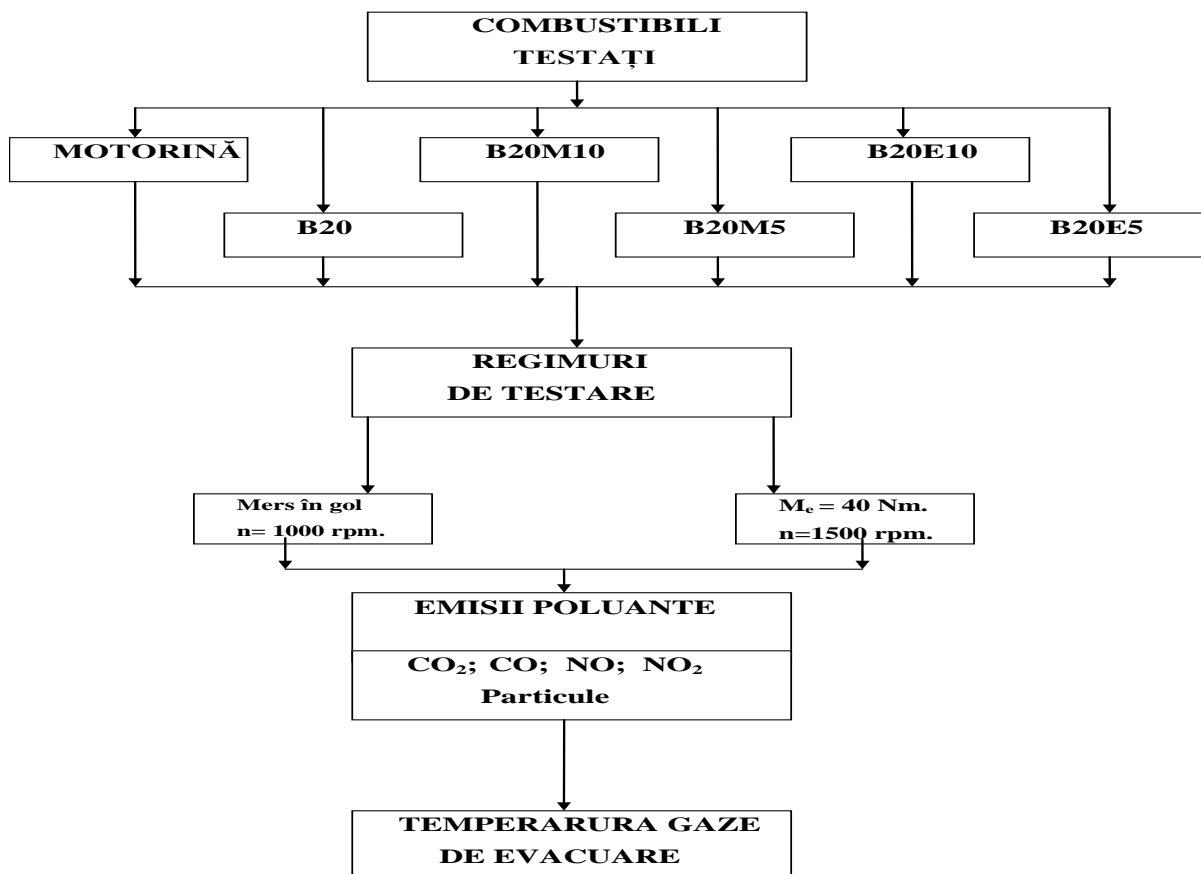 COMBUSTIBILI
TESTAȚI
MOTORINĂ
B20M10
B20E10
B20
B20M5
B20E5
REGIMURI
DE TESTARE
Mers în gol
n= 1000 rpm.
Mₑ = 40 Nm.
n=1500 rpm.
EMISII POLUANTE
CO₂; CO; NO; NO₂
Particule
TEMPERARURA GAZE
DE EVACUARE